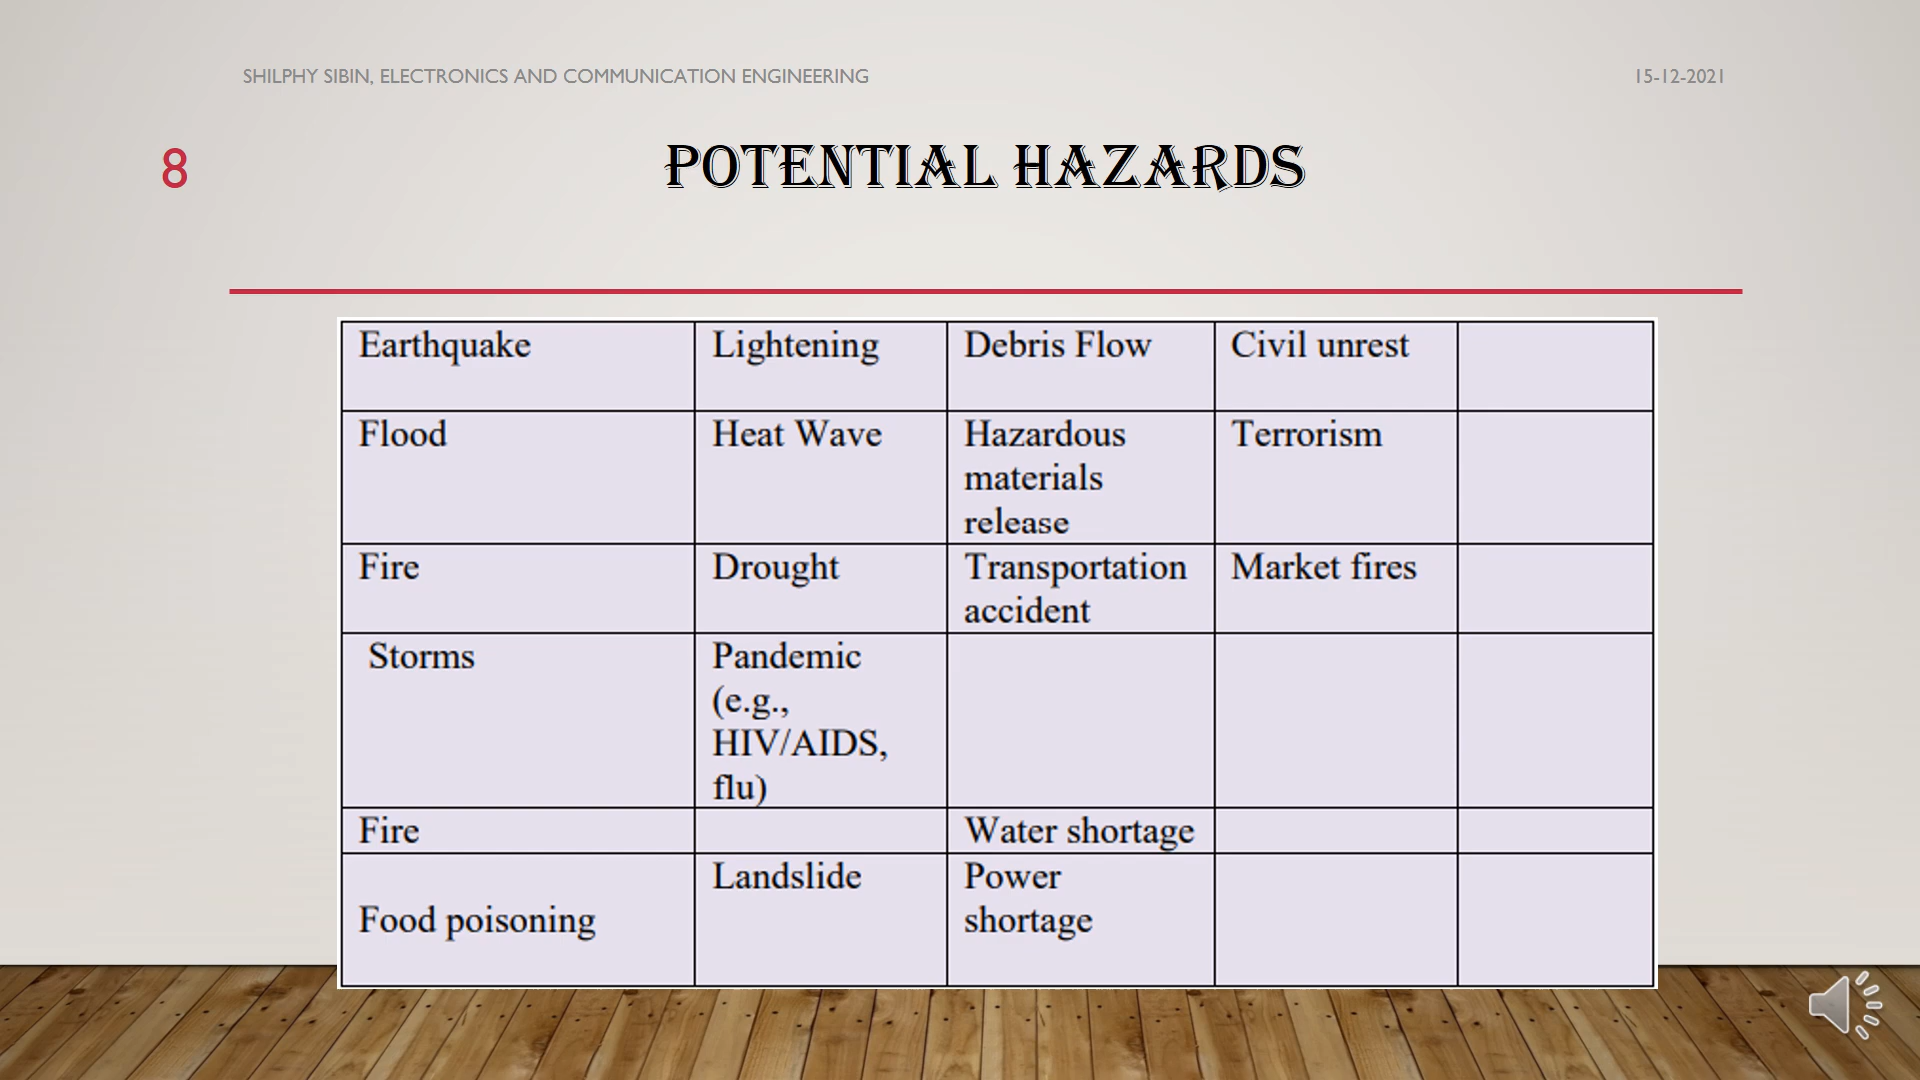 SHILPHY SIBIN, ELECTRONICS AND COMMUNICATION ENGINEERING
15-12-2021
8
POTENTIAL HAZARDS
Earthquake
Lightening
Debris Flow
Civil unrest
Flood
Heat Wave
Hazardous
materials
release
Terrorism
Fire
Drought
Transportation
accident
Market fires
Storms
Pandemic
(e.g.,
HIV/AIDS,
flu)
Fire
Water shortage
Food poisoning
Landslide
Power
shortage